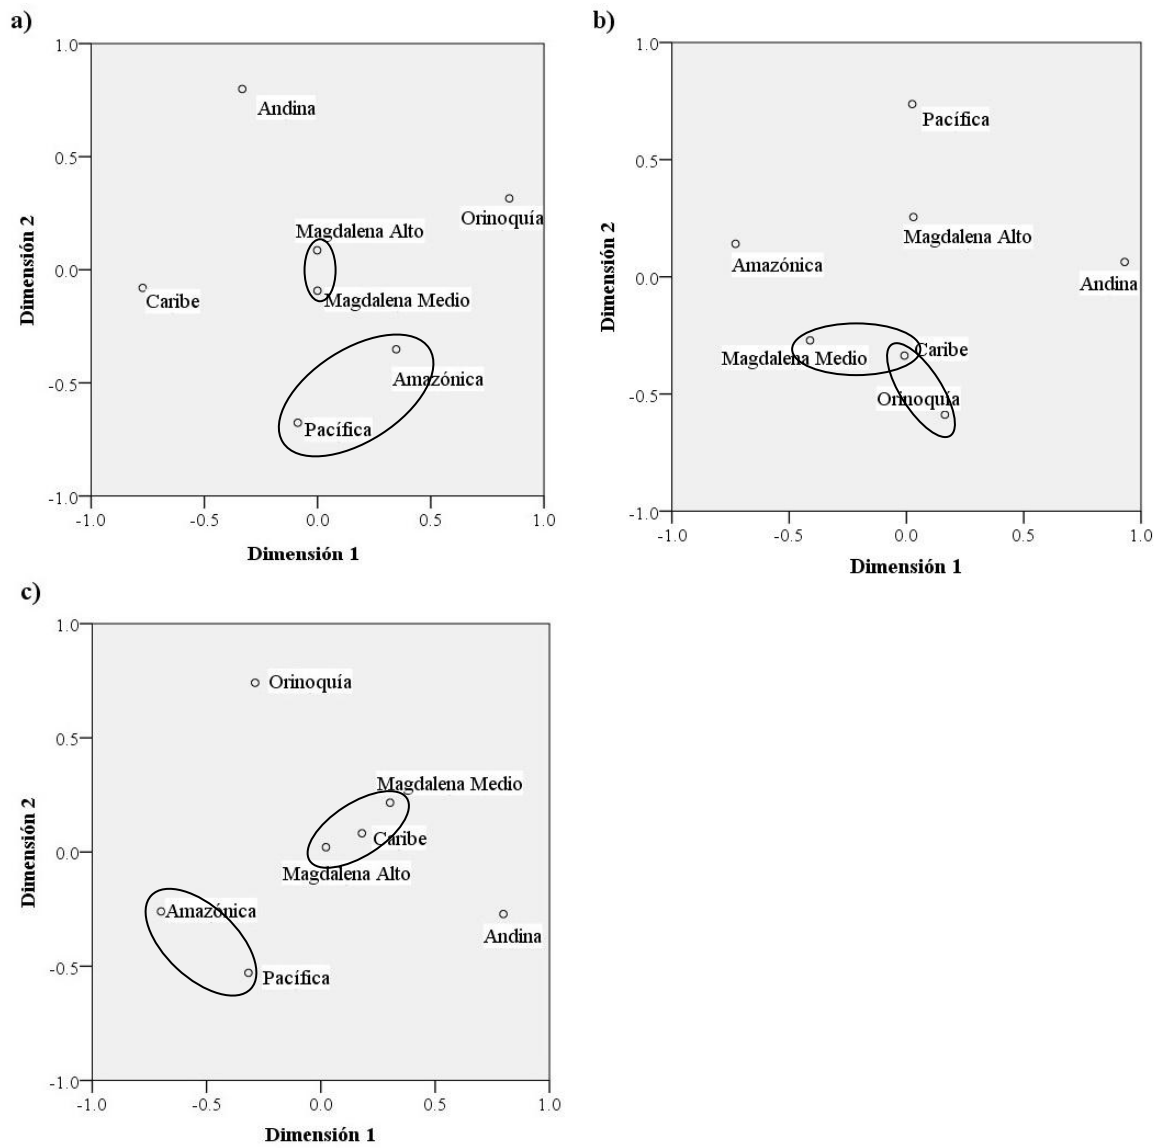 a)
1.0
0.5
0.0
-0.5
-1.0
-1.0
-0.5
0.0
0.5
1.0
Dimensión 2
Dimensión 1
Andina
Orinoquía
Magdalena Alto
Caribe
Magdalena Medio
Amazónica
Pacífica
b)
1.0
0.5
0.0
-0.5
-1.0
-1.0
-0.5
0.0
0.5
1.0
Dimensión 2
Dimensión 1
Pacífica
Magdalena Alto
Amazónica
Andina
Caribe
Magdalena Medio
Orinoquía
c)
1.0
0.5
0.0
-0.5
-1.0
-1.0
-0.5
0.0
0.5
1.0
Dimensión 2
Dimensión 1
Orinoquía
Magdalena Medio
Caribe
Magdalena Alto
Amazónica
Andina
Pacífica